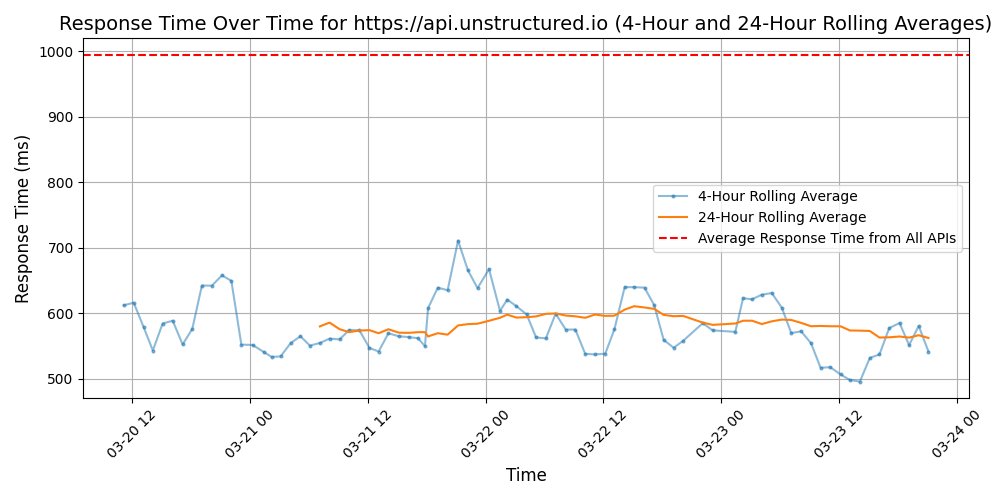 Response Time Over Time for https://api.unstructured.io (4-Hour and 24-Hour Rolling Averages)
Response Time (ms)
1000
900
800
700
600
500
4-Hour Rolling Average
24-Hour Rolling Average
Average Response Time from All APIs
03-20 12
03-21 00
03-21 12
03-22 00
03-22 12
03-23 00
03-23 12
03-24 00
Time